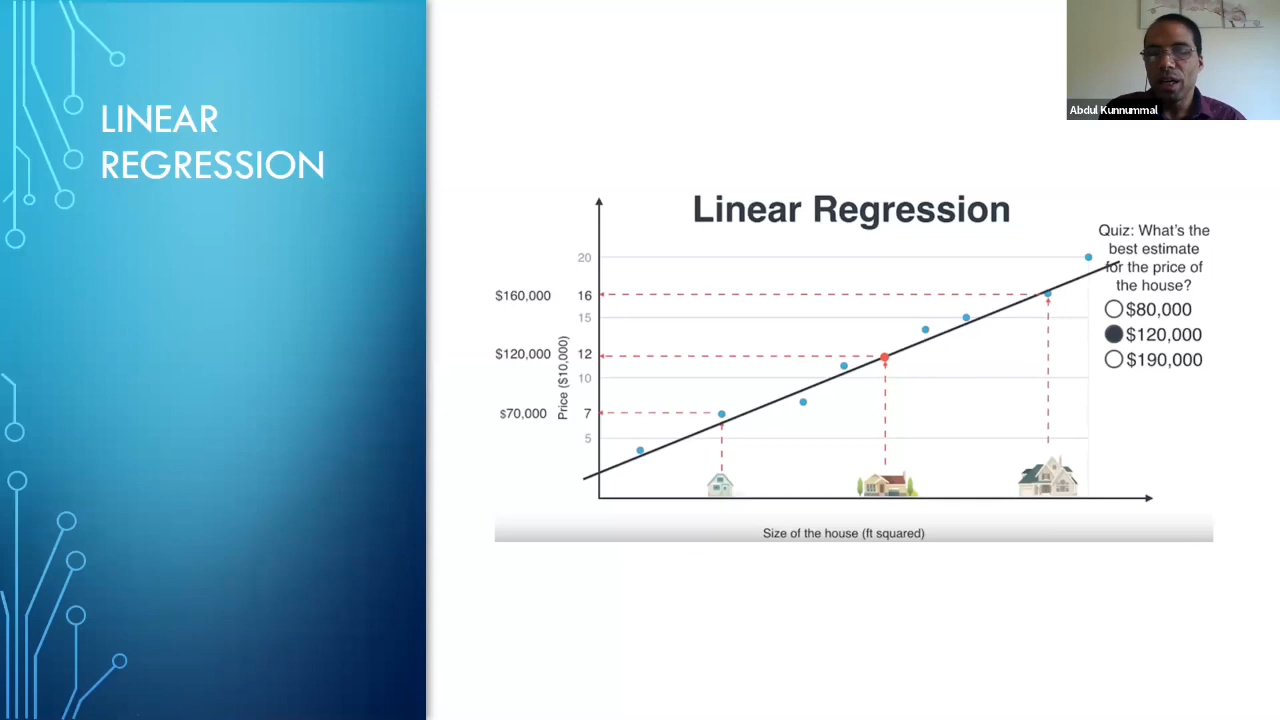 LINEAR
REGRESSION
Abdul Kunnummal
Linear Regression
Quiz: What's the
best estimate
for the price of
the house?
$80,000
$120,000
$190,000
20
$160,000 16
15
$120,000 12
10
$70,000 7
5
Price ($10,000)
Size of the house (ft squared)